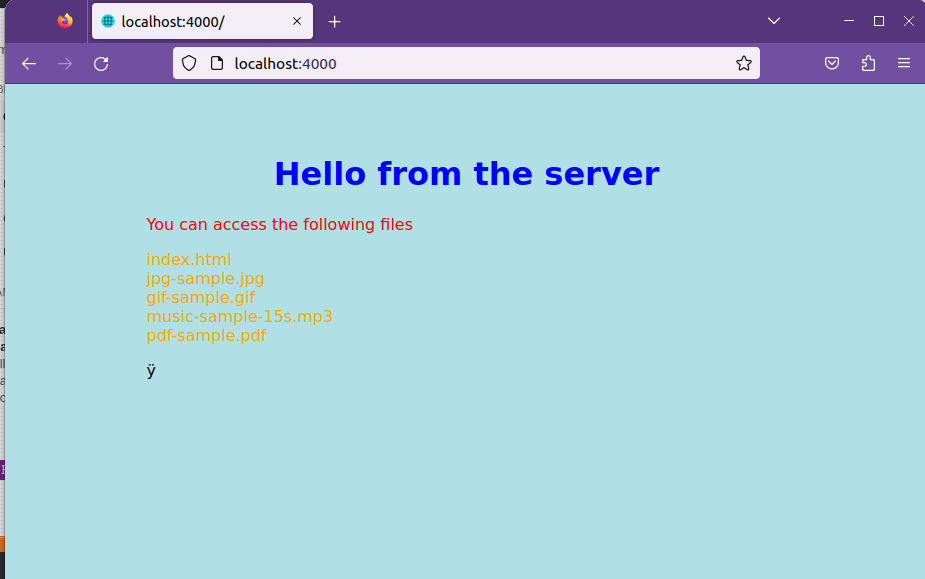 localhost:4000/
localhost:4000
Hello from the server
You can access the following files
index.html
jpg-sample.jpg
gif-sample.gif
music-sample-15s.mp3
pdf-sample.pdf
ÿ